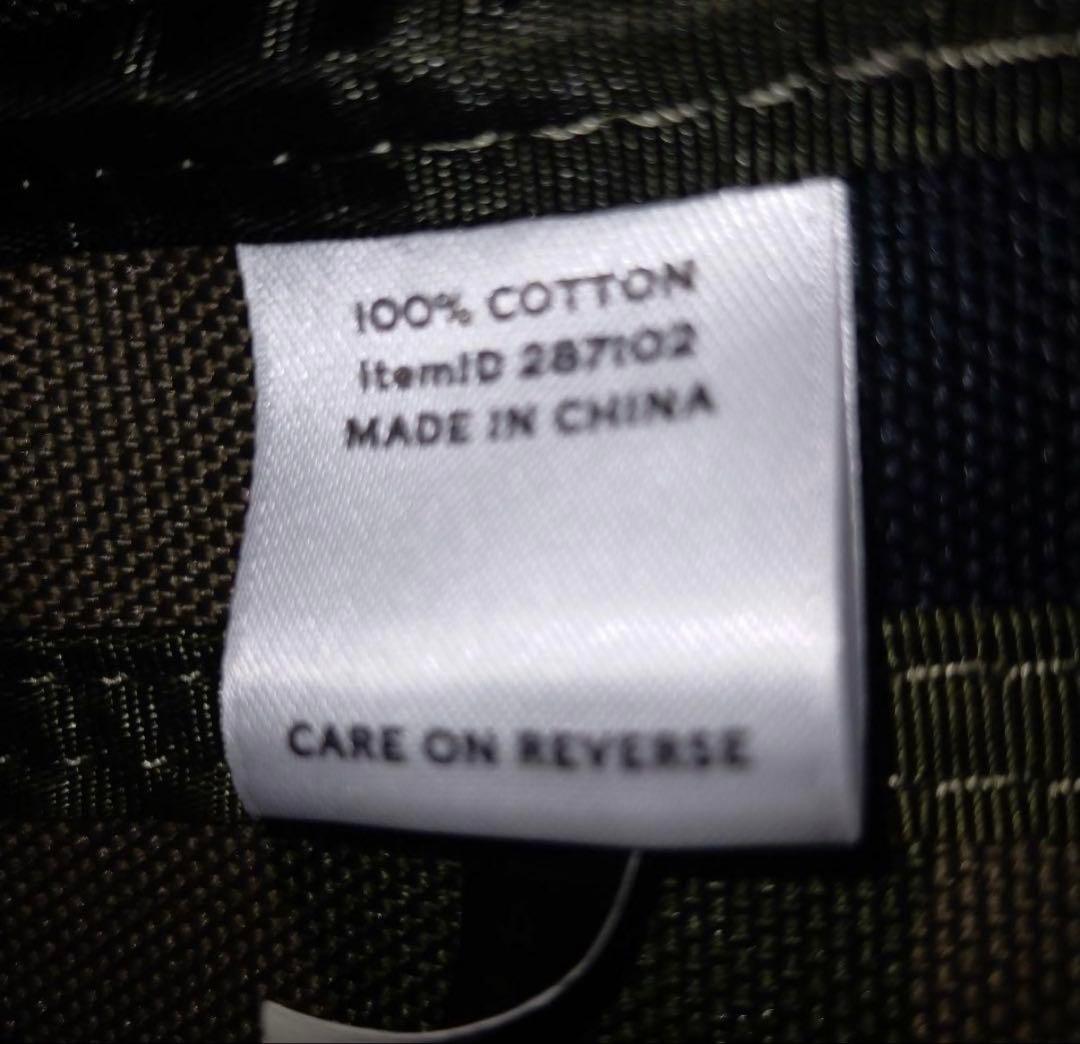 100% COTTON
ItemID 287102
MADE IN CHINA
CARE ON REVERSE